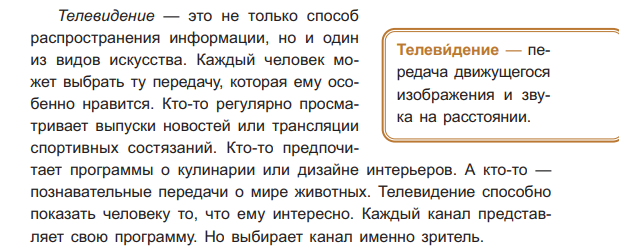 Телевидение — это не только способ
распространения информации, но и один
из видов искусства. Каждый человек мо-
жет выбрать ту передачу, которая ему осо-
бенно нравится. Кто-то регулярно просма-
тривает выпуски новостей или трансляции
спортивных состязаний. Кто-то предпочи-
тает программы о кулинарии или дизайне интерьеров. А кто-то —
познавательные передачи о мире животных. Телевидение способно
показать человеку то, что ему интересно. Каждый канал представ-
ляет свою программу. Но выбирает канал именно зритель.
Телеви́дение — пе-
редача движущегося
изображения и зву-
ка на расстоянии.